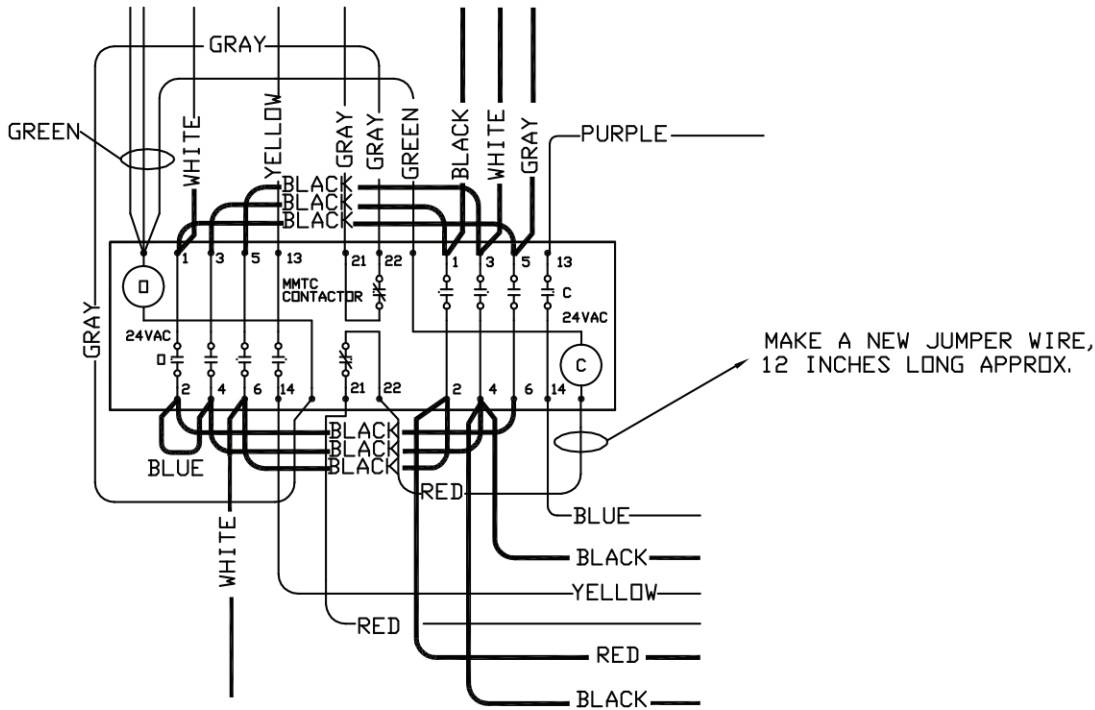 GRAY
GREEN
WHITE
YELLOW
GRAY
GRAY
GREEN
BLACK
WHITE
GRAY
PURPLE
BLACK
BLACK
BLACK
1 3 5 13 21 22 1 3 5 13
O
MMTC
CONTACTOR
C
24VAC
24VAC
O
C
GRAY
2 4 6 14 21 22 2 4 6 14
MAKE A NEW JUMPER WIRE,
12 INCHES LONG APPROX.
BLACK
BLACK
BLACK
BLUE
RED
BLUE
WHITE
BLACK
YELLOW
RED
RED
BLACK